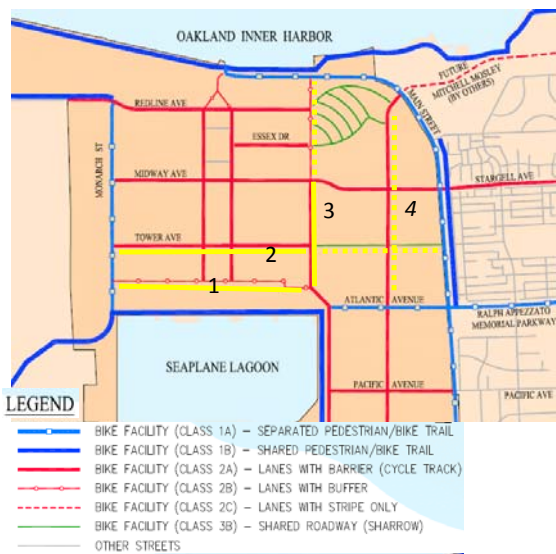 OAKLAND INNER HARBOR
FUTURE
MITCHELL MOSLEY
(BY OTHERS)
MAIN STREET
REDLINE AVE
ESSEX DR
MONARCH ST
MIDWAY AVE
STARGELL AVE
3
4
TOWER AVE
2
1
ATLANTIC AVENUE
RALPH APPEZZATO
MEMORIAL PARKWAY
SEAPLANE LAGOON
PACIFIC AVENUE
PACIFIC AVE
LEGEND
BIKE FACILITY (CLASS 1A) – SEPARATED PEDESTRIAN/BIKE TRAIL
BIKE FACILITY (CLASS 1B) – SHARED PEDESTRIAN/BIKE TRAIL
BIKE FACILITY (CLASS 2A) – LANES WITH BARRIER (CYCLE TRACK)
BIKE FACILITY (CLASS 2B) – LANES WITH BUFFER
BIKE FACILITY (CLASS 2C) – LANES WITH STRIPE ONLY
BIKE FACILITY (CLASS 3B) – SHARED ROADWAY (SHARROW)
OTHER STREETS